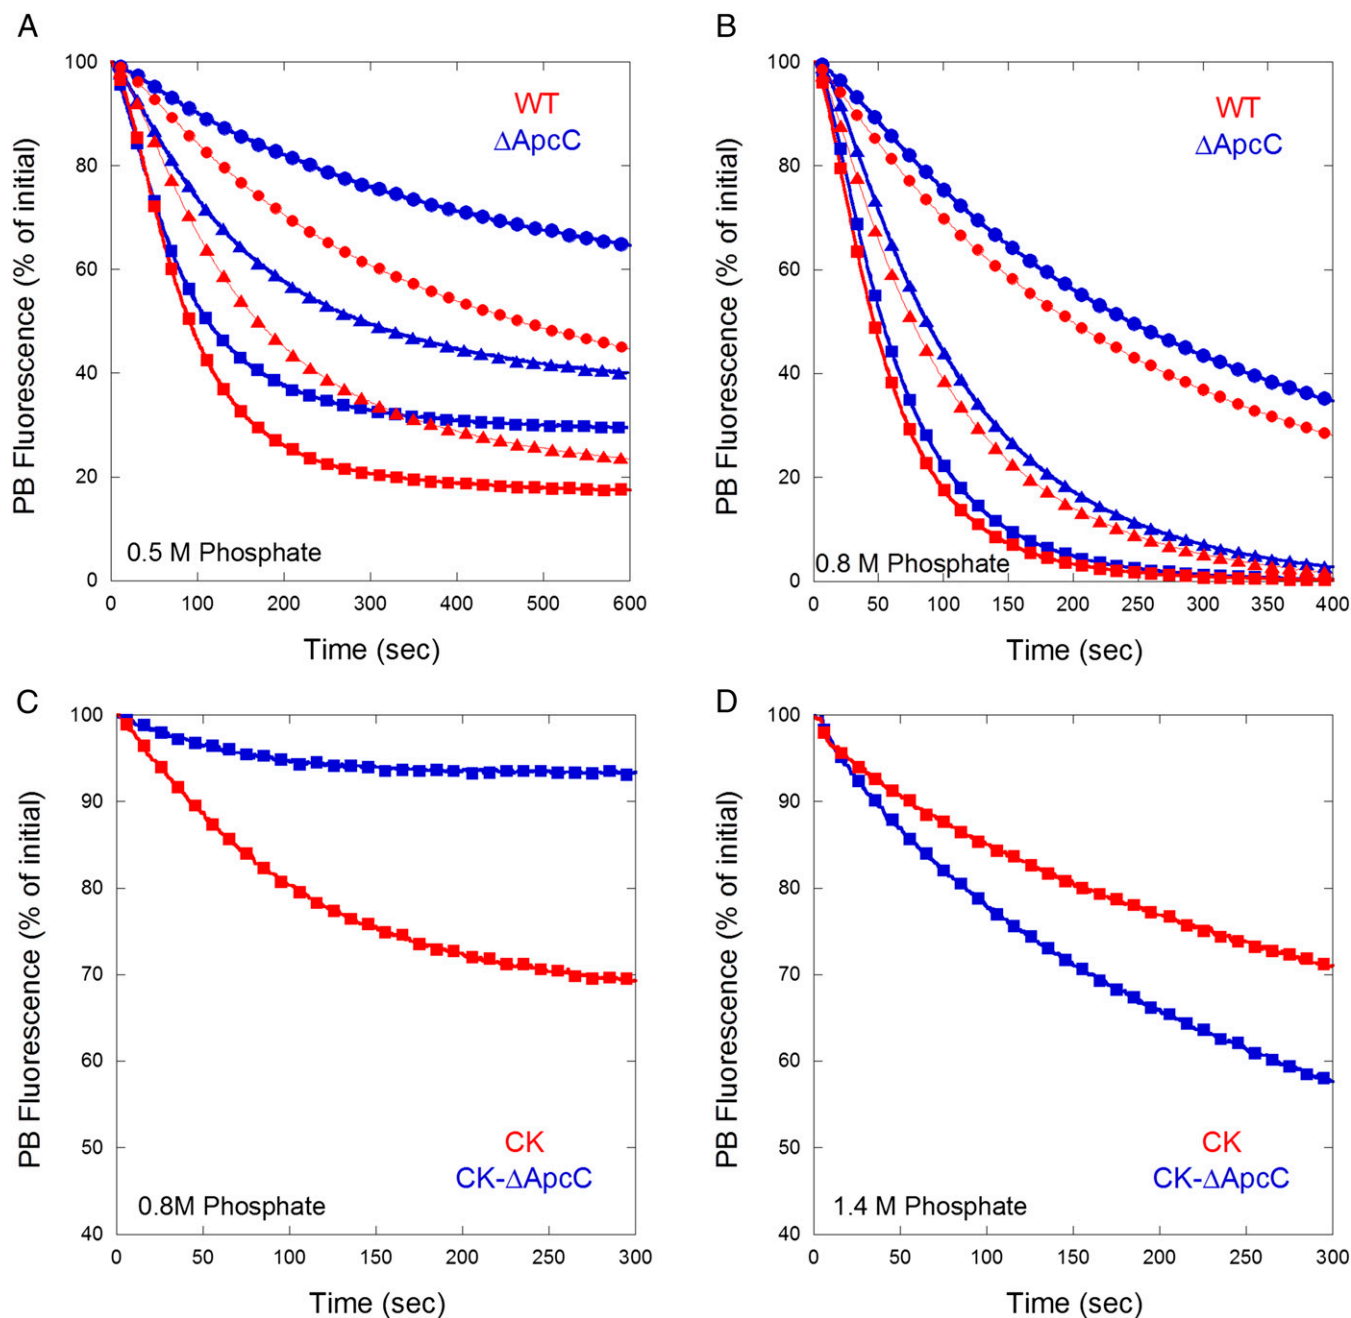 A
PB Fluorescence (% of initial)
100
80
60
40
20
0
WT
ΔApcC
0.5 M Phosphate
0 100 200 300 400 500 600
Time (sec)
B
PB Fluorescence (% of initial)
100
80
60
40
20
0
WT
ΔApcC
0.8 M Phosphate
0 50 100 150 200 250 300 350 400
Time (sec)
C
PB Fluorescence (% of initial)
100
90
80
70
60
50
40
CK
CK-ΔApcC
0.8M Phosphate
0 50 100 150 200 250 300
Time (sec)
D
PB Fluorescence (% of initial)
100
90
80
70
60
50
40
CK
CK-ΔApcC
1.4 M Phosphate
0 50 100 150 200 250 300
Time (sec)